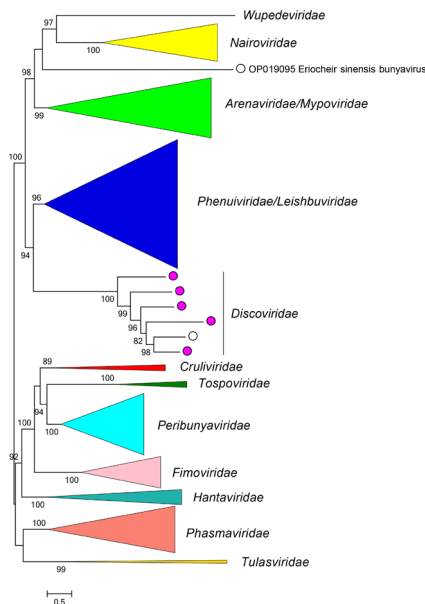 Wupedeviridae
97
Nairoviridae
100
OP019095 Eriocheir sinensis bunyavirus
98
Arenaviridae/Mypoviridae
99
100
96
Phenuiviridae/Leishbuviridae
94
100
99
Discoviridae
96
82
98
89
Cruliviridae
100
Tospoviridae
94
100
Peribunyaviridae
100
92
Fimoviridae
100
Hantaviridae
100
100
Phasmaviridae
99
Tulasviridae
0.5